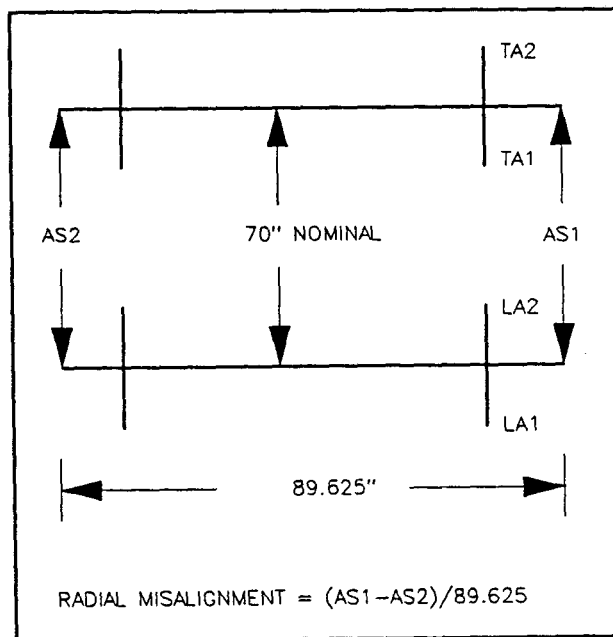 TA2
TA1
AS2 70" NOMINAL AS1
LA2
LA1
89.625"
RADIAL MISALIGNMENT = (AS1-AS2)/89.625